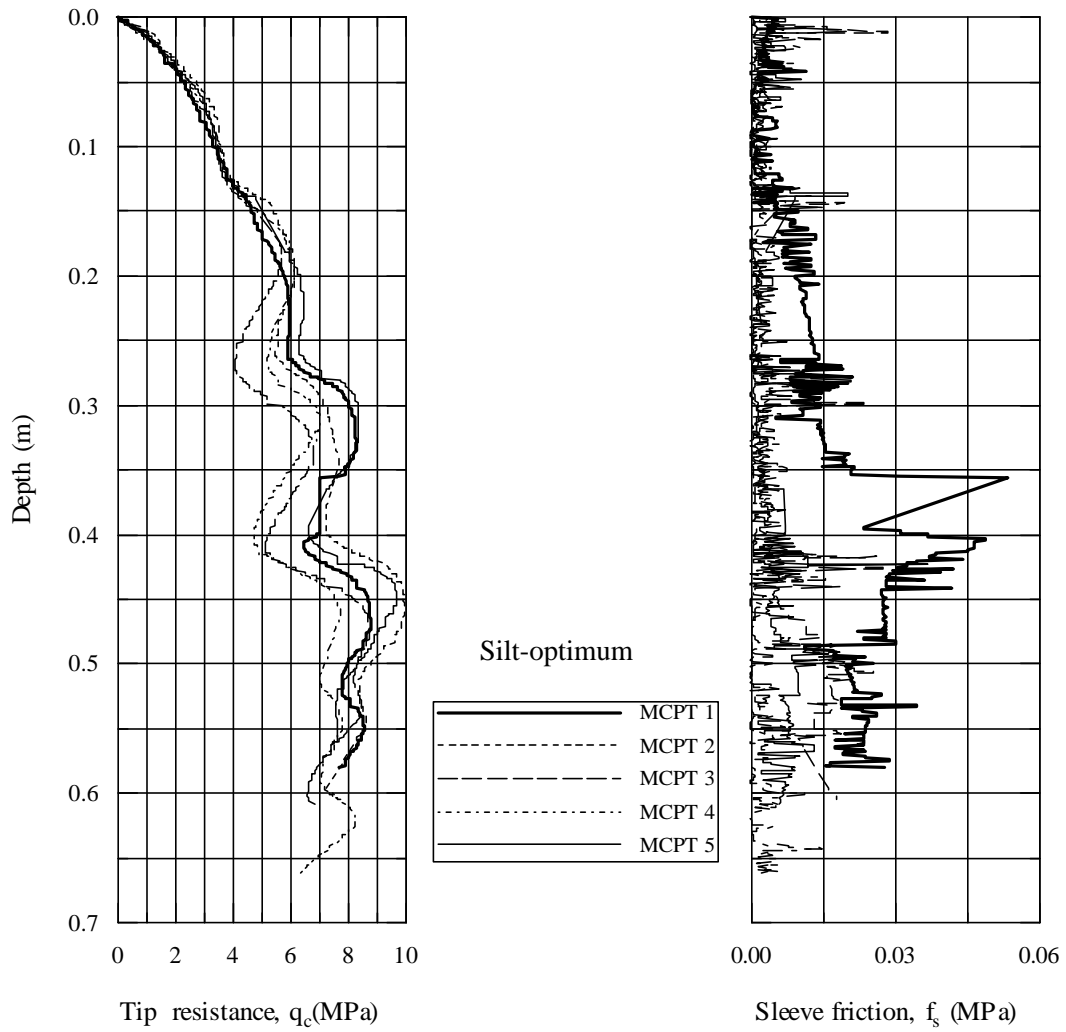 0.0
0.1
0.2
0.3
0.4
0.5
0.6
0.7
Depth (m)
0 2 4 6 8 10
Tip resistance, qc(MPa)
Silt-optimum
MCPT 1
MCPT 2
MCPT 3
MCPT 4
MCPT 5
0.00 0.03 0.06
Sleeve friction, fs (MPa)